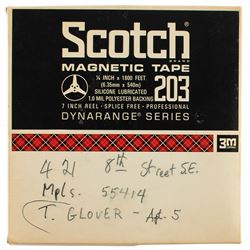 Scotch
BRAND
MAGNETIC TAPE
¼ INCH x 1800 FEET
(6.35mm x 540m)
SILICONE LUBRICATED
1.0 MIL POLYESTER BACKING
203
7 INCH REEL - SPLICE FREE - PROFESSIONAL
DYNARANGE SERIES
3M
421 8th Street S.E.
Mpls. 55414
T. GLOVER - Apt. 5